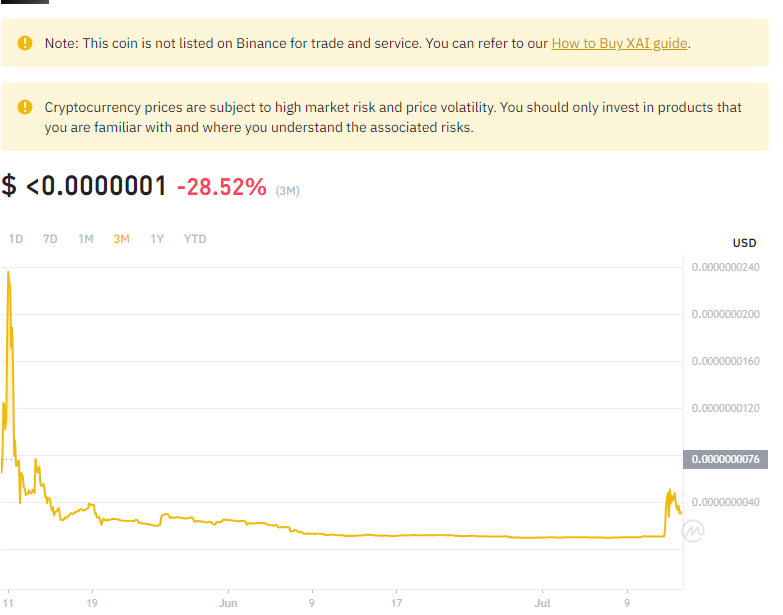 Note: This coin is not listed on Binance for trade and service. You can refer to our How to Buy XAI guide.
Cryptocurrency prices are subject to high market risk and price volatility. You should only invest in products that
you are familiar with and where you understand the associated risks.
$ <0.0000001 -28.52% (3M)
1D 7D 1M 3M 1Y YTD
USD
0.0000000240
0.0000000200
0.0000000160
0.0000000120
0.0000000076
0.0000000040
11 19 Jun 9 17 Jul 9